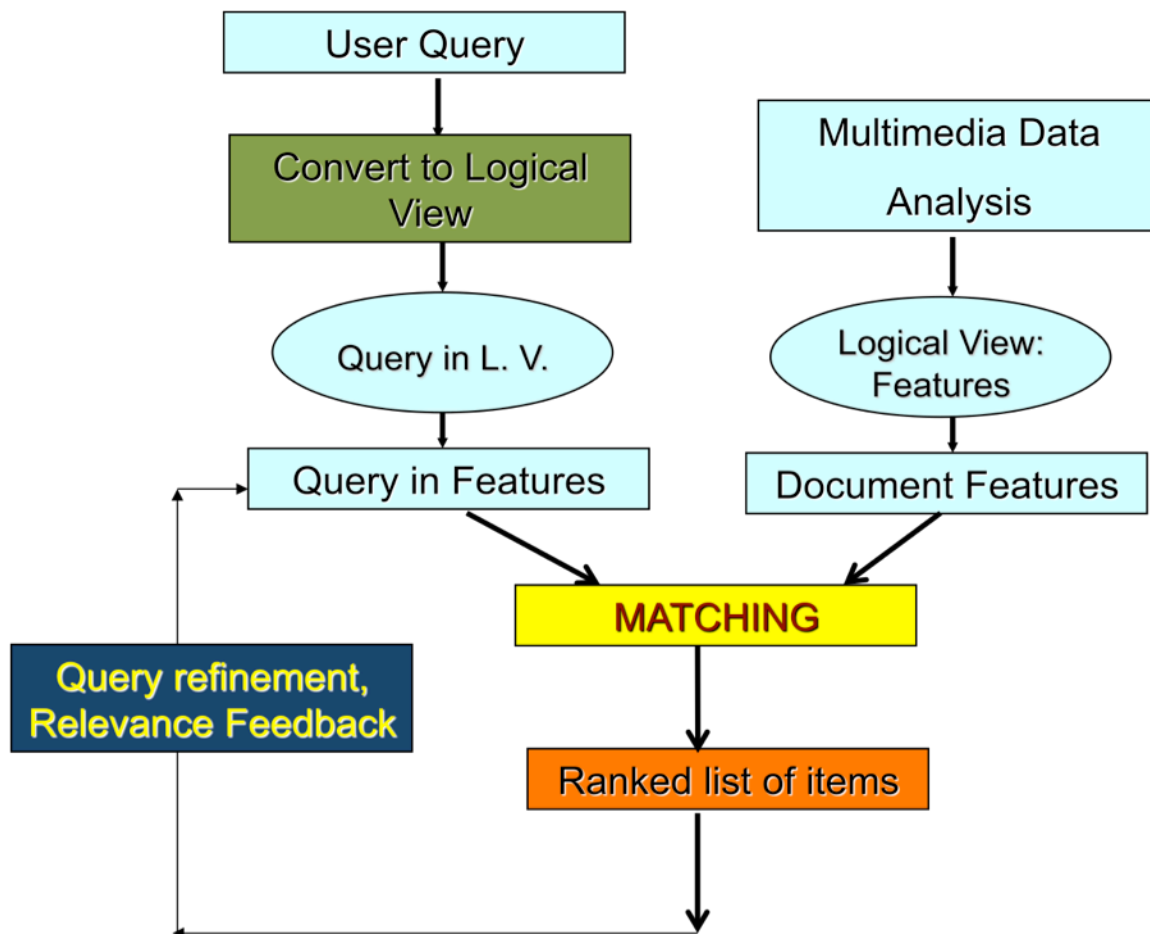 User Query
Convert to Logical
View
Query in L. V.
Query in Features
Multimedia Data
Analysis
Logical View:
Features
Document Features
MATCHING
Ranked list of items
Query refinement,
Relevance Feedback